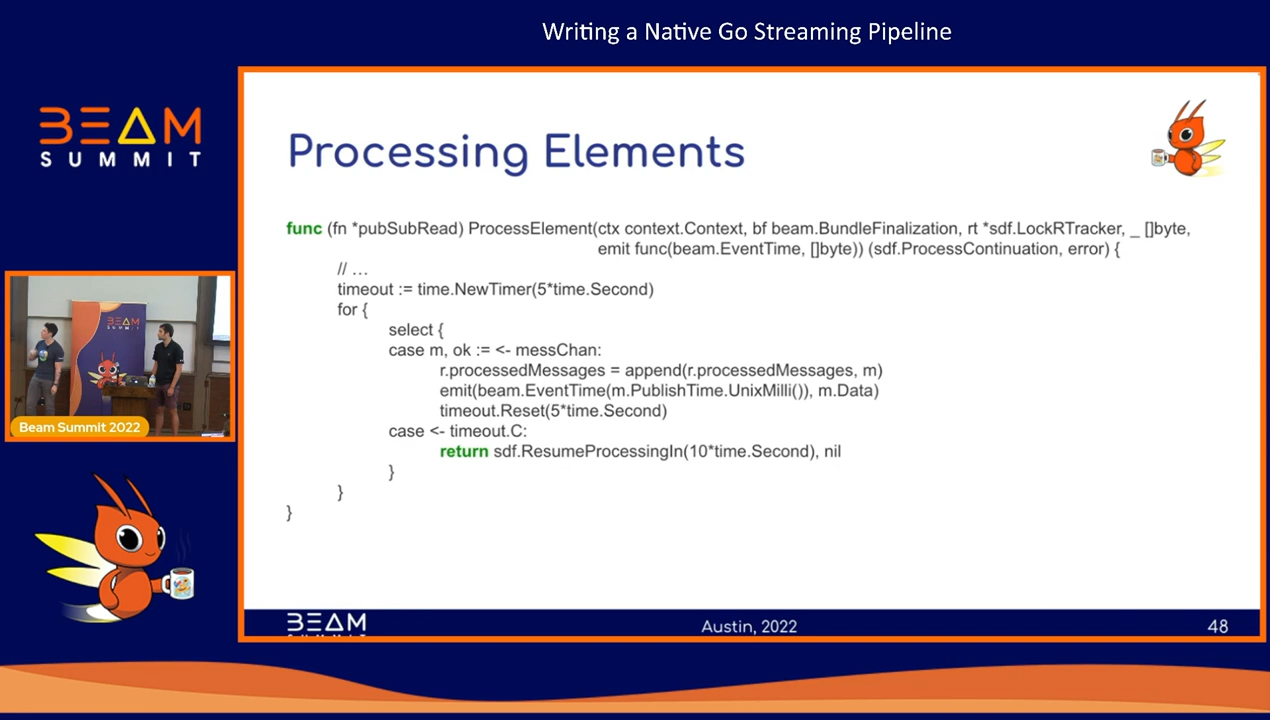 Writing a Native Go Streaming Pipeline
BEAM
SUMMIT
Processing Elements
func (fn *pubSubRead) ProcessElement(ctx context.Context, bf beam.BundleFinalization, rt *sdf.LockRTracker, _ []byte,
emit func(beam.EventTime, []byte)) (sdf.ProcessContinuation, error) {
// …
timeout := time.NewTimer(5*time.Second)
for {
select {
case m, ok := <- messChan:
r.processedMessages = append(r.processedMessages, m)
emit(beam.EventTime(m.PublishTime.UnixMilli()), m.Data)
timeout.Reset(5*time.Second)
case <- timeout.C:
return sdf.ResumeProcessingIn(10*time.Second), nil
}
}
}
BEAM
SUMMIT
Beam Summit 2022
BEAM
Austin, 2022
48